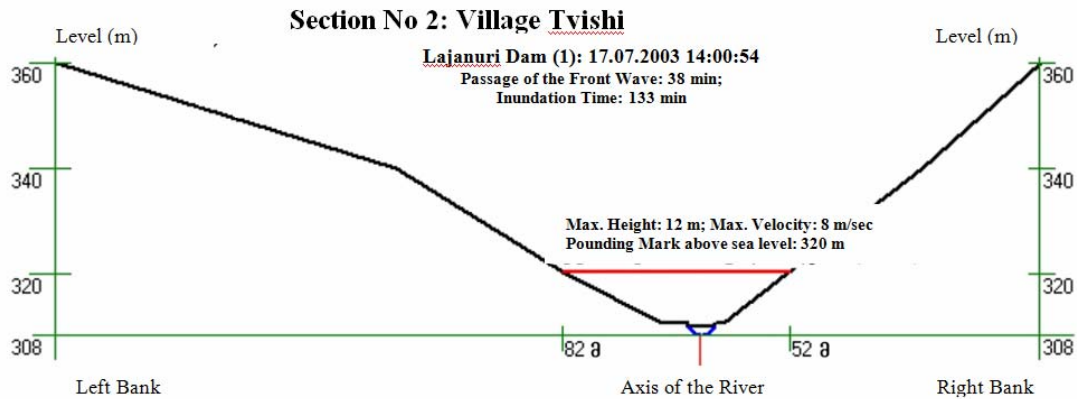 Section No 2: Village Tvishi
Level (m)
Level (m)
Lajanuri Dam (1): 17.07.2003 14:00:54
Passage of the Front Wave: 38 min;
Inundation Time: 133 min
360
360
340
340
Max. Height: 12 m; Max. Velocity: 8 m/sec
Pounding Mark above sea level: 320 m
320
320
308
82 მ
52 მ
308
Left Bank
Axis of the River
Right Bank